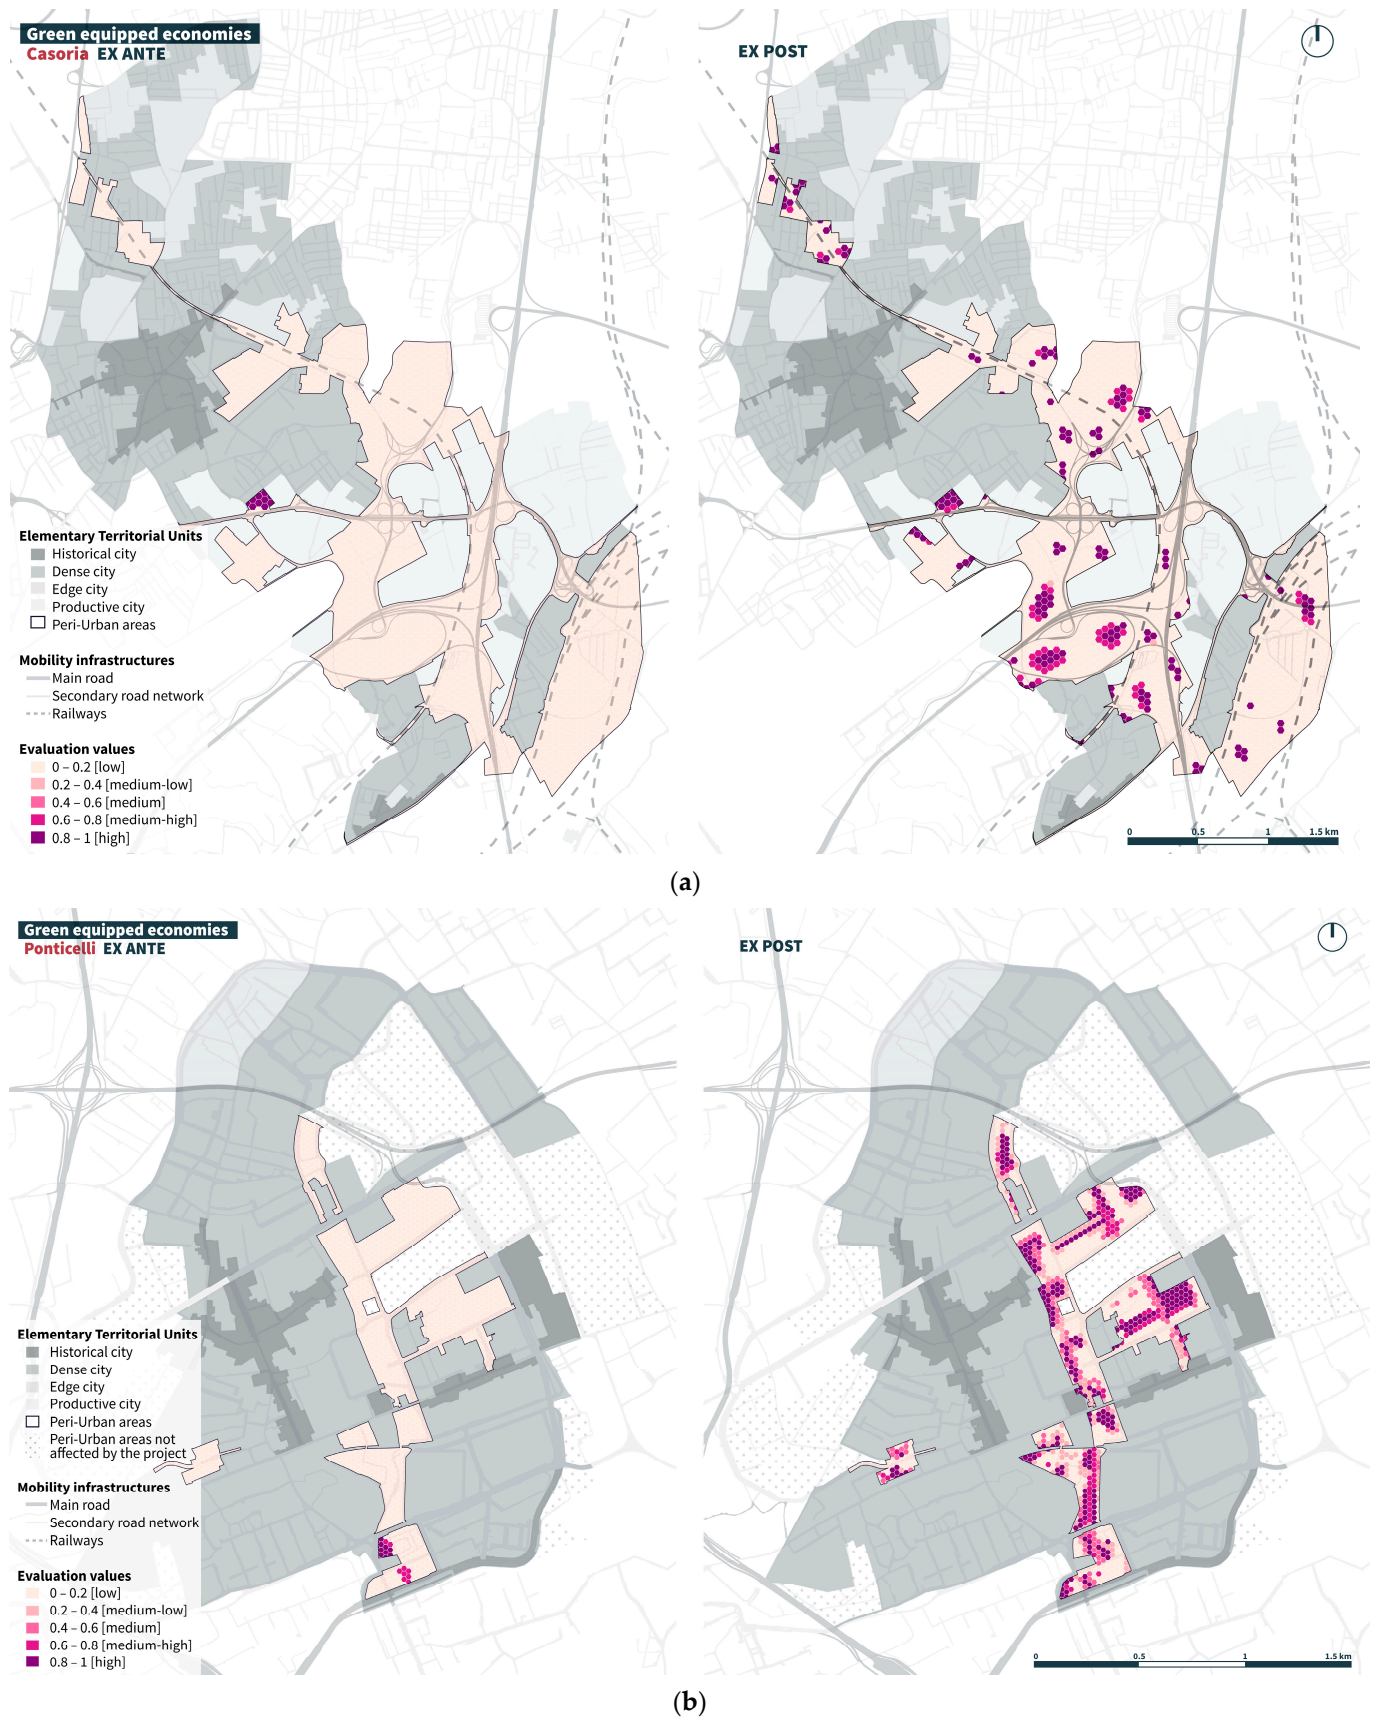 Green equipped economies
Casoria EX ANTE
EX POST
Elementary Territorial Units
Historical city
Dense city
Edge city
Productive city
Peri-Urban areas
Mobility infrastructures
Main road
Secondary road network
Railways
Evaluation values
0 – 0.2 [low]
0.2 – 0.4 [medium-low]
0.4 – 0.6 [medium]
0.6 – 0.8 [medium-high]
0.8 – 1 [high]
0 0.5 1 1.5 km
(a)
Green equipped economies
Ponticelli EX ANTE
EX POST
Elementary Territorial Units
Historical city
Dense city
Edge city
Productive city
Peri-Urban areas
Peri-Urban areas not
affected by the project
Mobility infrastructures
Main road
Secondary road network
Railways
Evaluation values
0 – 0.2 [low]
0.2 – 0.4 [medium-low]
0.4 – 0.6 [medium]
0.6 – 0.8 [medium-high]
0.8 – 1 [high]
0 0.5 1 1.5 km
(b)